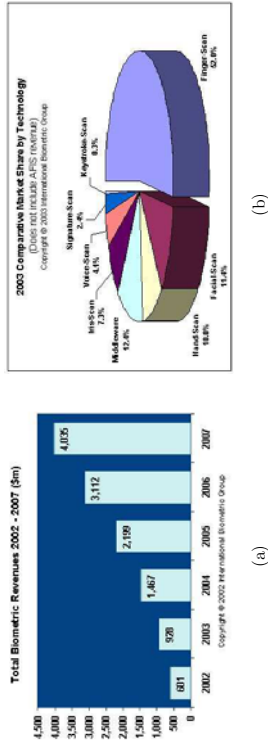 Total Biometric Revenues 2002 - 2007 ($m)
4,500
4,000
3,500
3,000
2,500
2,000
1,500
1,000
500
0
601
928
1,467
2,199
3,112
4,035
2002
2003
2004
2005
2006
2007
Copyright © 2002 International Biometric Group
(a)
2003 Comparative Market Share by Technology
(Does not include AFIS revenue)
Copyright © 2003 International Biometric Group
Keystroke-Scan
0.3%
Signature-Scan
2.4%
Voice-Scan
4.1%
Iris-Scan
7.3%
Middleware
12.4%
Hand-Scan
10.0%
Facial-Scan
11.4%
Finger-Scan
52.0%
(b)